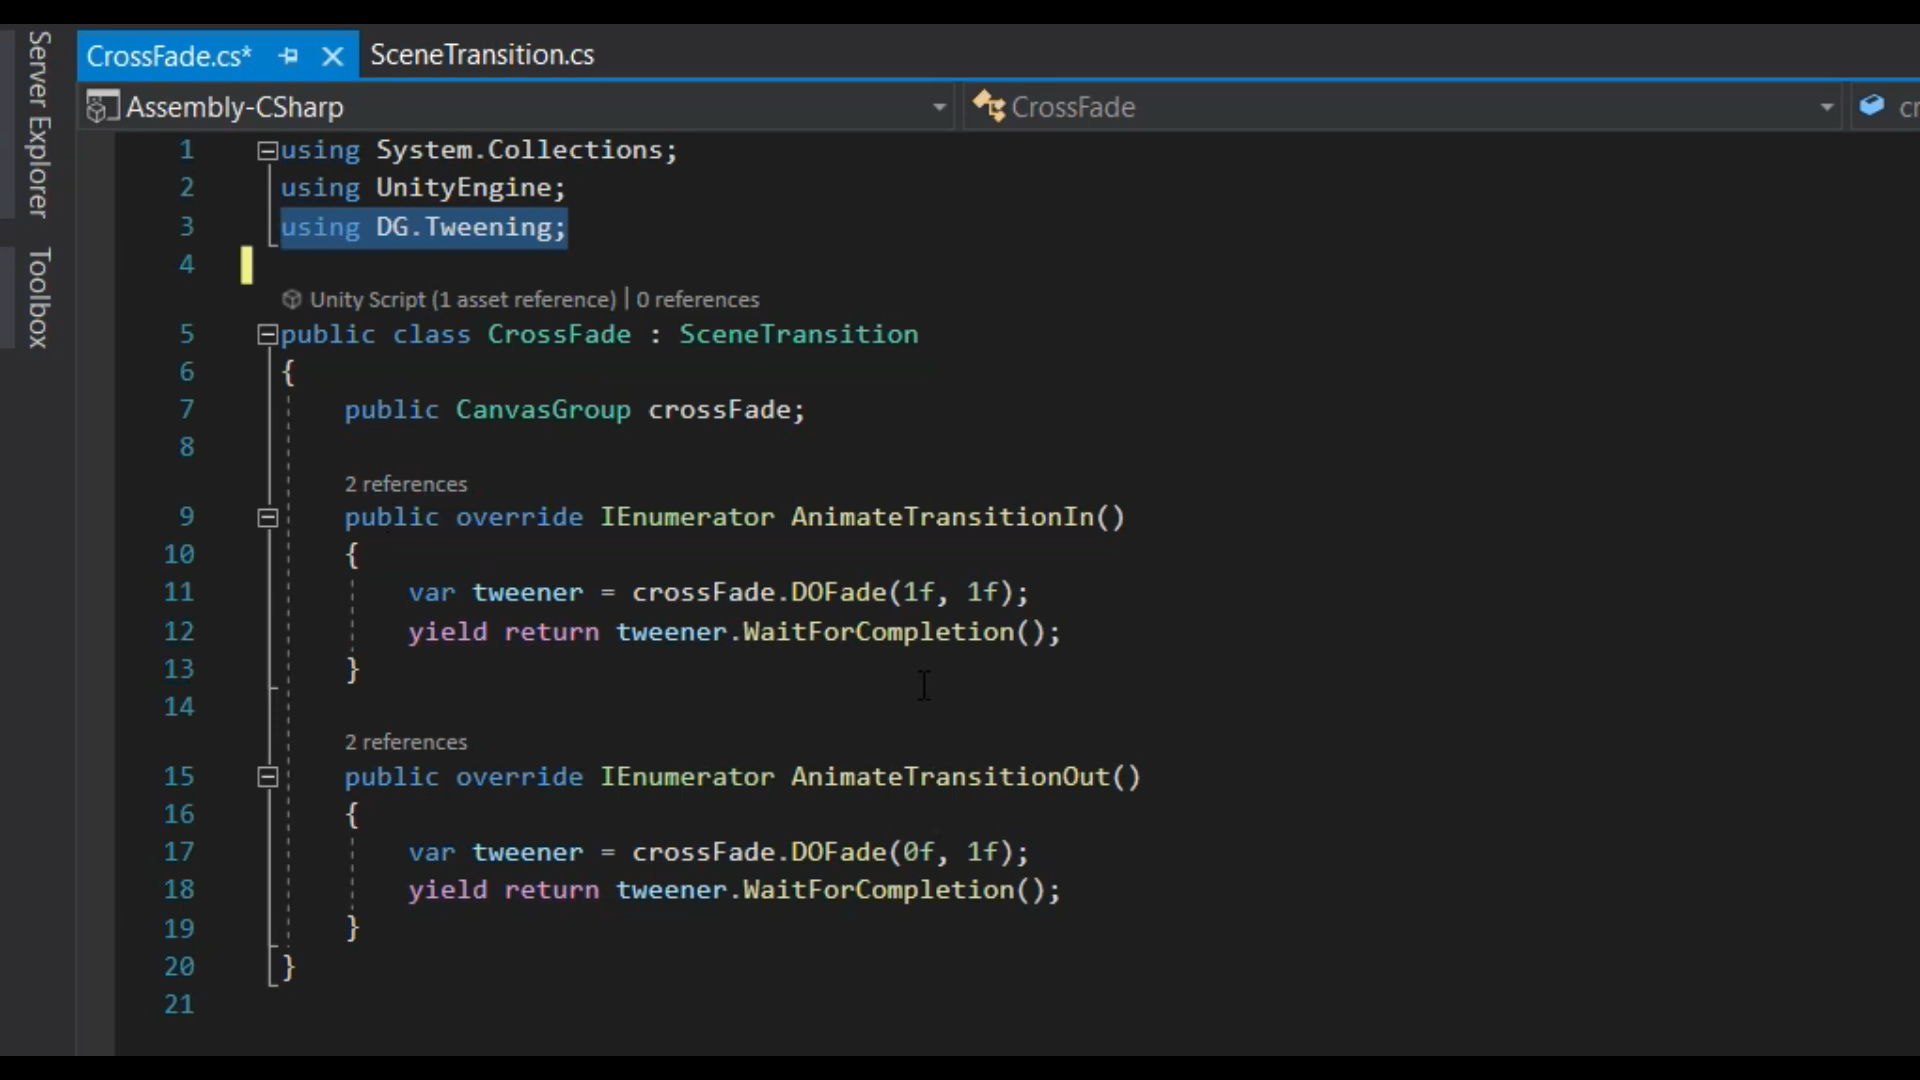 Server Explorer
Toolbox
CrossFade.cs*
SceneTransition.cs
Assembly-CSharp
CrossFade
cr
1 using System.Collections;
2 using UnityEngine;
3 using DG.Tweening;
4
Unity Script (1 asset reference) | 0 references
5 public class CrossFade : SceneTransition
6 {
7 public CanvasGroup crossFade;
8
2 references
9 public override IEnumerator AnimateTransitionIn()
10 {
11 var tweener = crossFade.DOFade(1f, 1f);
12 yield return tweener.WaitForCompletion();
13 }
14
2 references
15 public override IEnumerator AnimateTransitionOut()
16 {
17 var tweener = crossFade.DOFade(0f, 1f);
18 yield return tweener.WaitForCompletion();
19 }
20 }
21